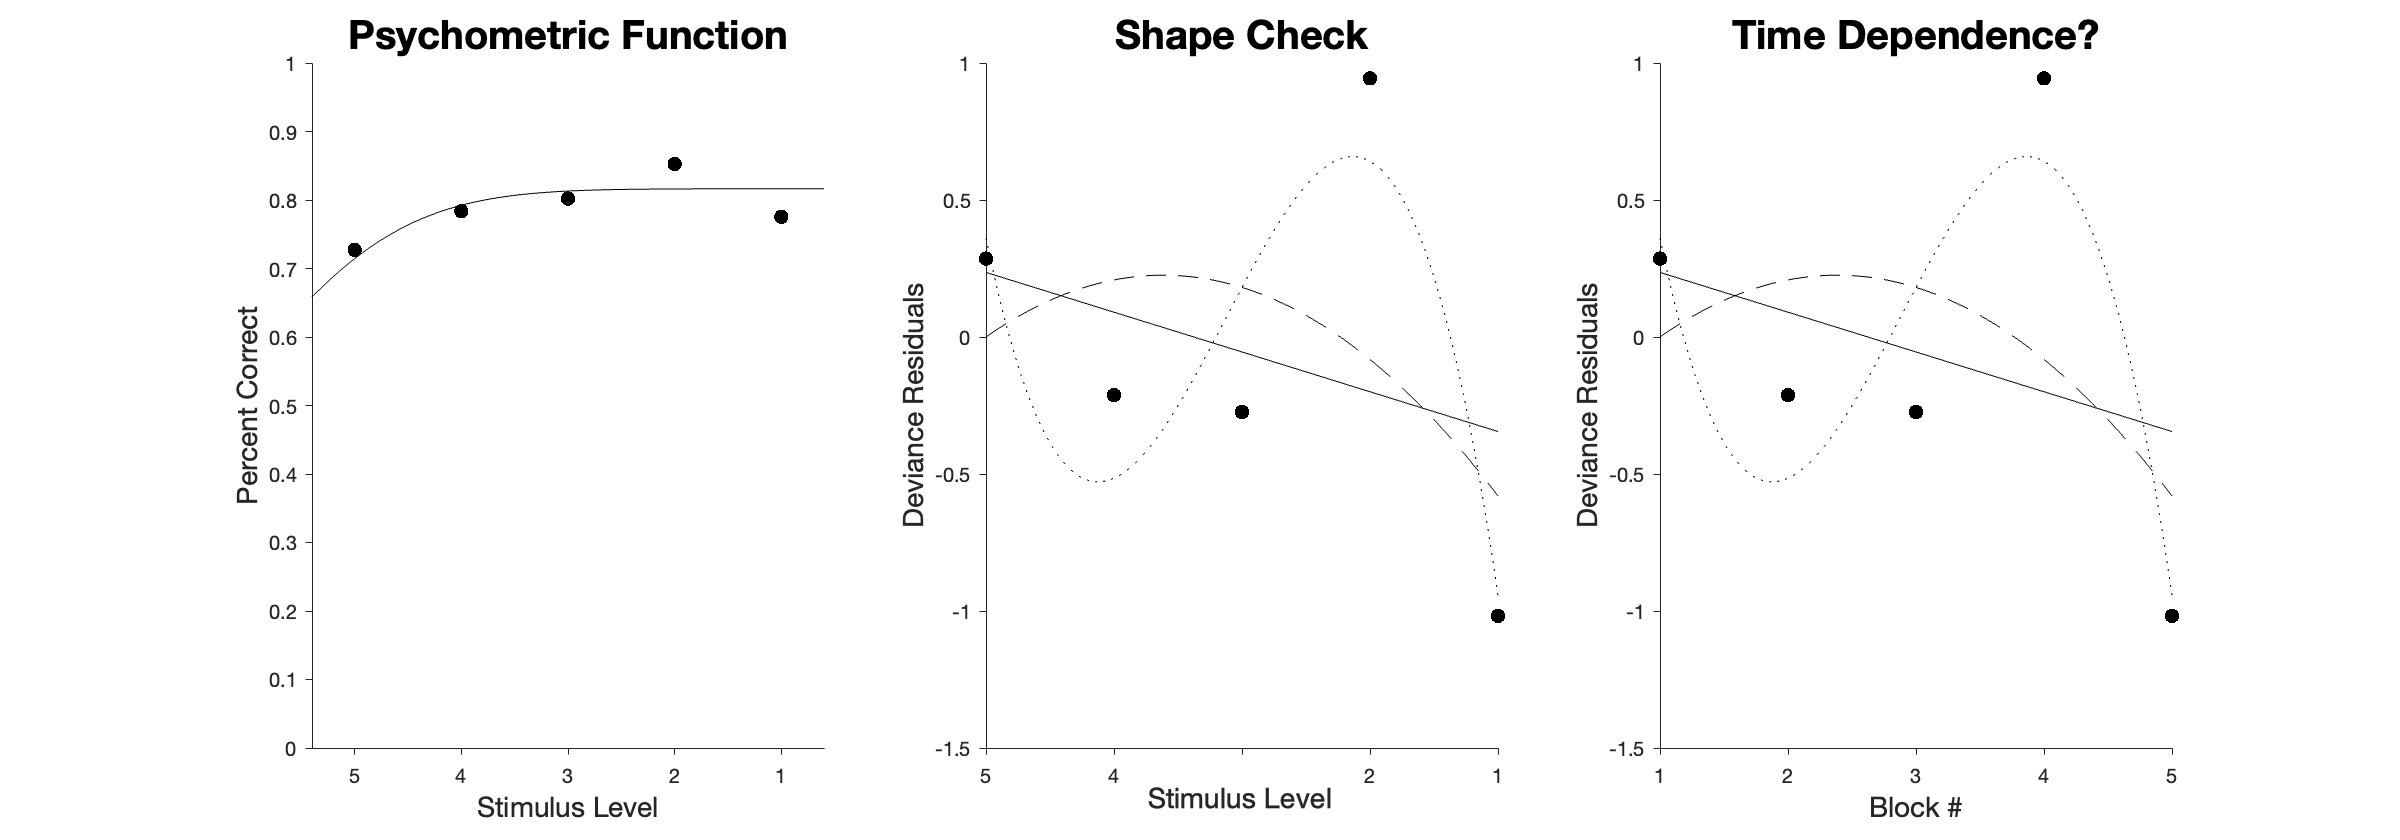 Psychometric Function
1
0.9
0.8
0.7
0.6
0.5
0.4
0.3
0.2
0.1
0
Percent Correct
5 4 3 2 1
Stimulus Level
Shape Check
1
0.5
0
-0.5
-1
-1.5
Deviance Residuals
5 4 2 1
Stimulus Level
Time Dependence?
1
0.5
0
-0.5
-1
-1.5
Deviance Residuals
1 2 3 4 5
Block #